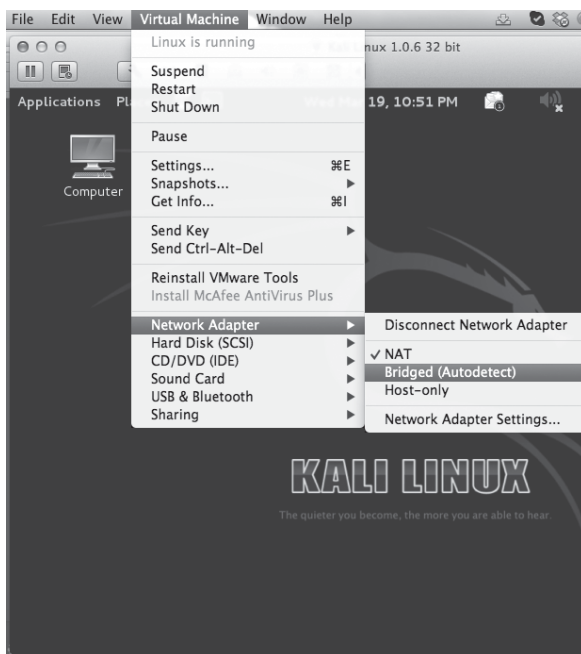 File Edit View Virtual Machine Window Help
Linux is running
nux 1.0.6 32 bit
Suspend
Restart
Shut Down
Applications Pl
19, 10:51 PM
Pause
Settings... ⌘E
Snapshots...
Get Info... ⌘I
Computer
Send Key
Send Ctrl-Alt-Del
Reinstall VMware Tools
Install McAfee AntiVirus Plus
Network Adapter
Hard Disk (SCSI)
CD/DVD (IDE)
Sound Card
USB & Bluetooth
Sharing
Disconnect Network Adapter
✓ NAT
Bridged (Autodetect)
Host-only
Network Adapter Settings...
KALI LINUX
The quieter you become, the more you are able to hear.